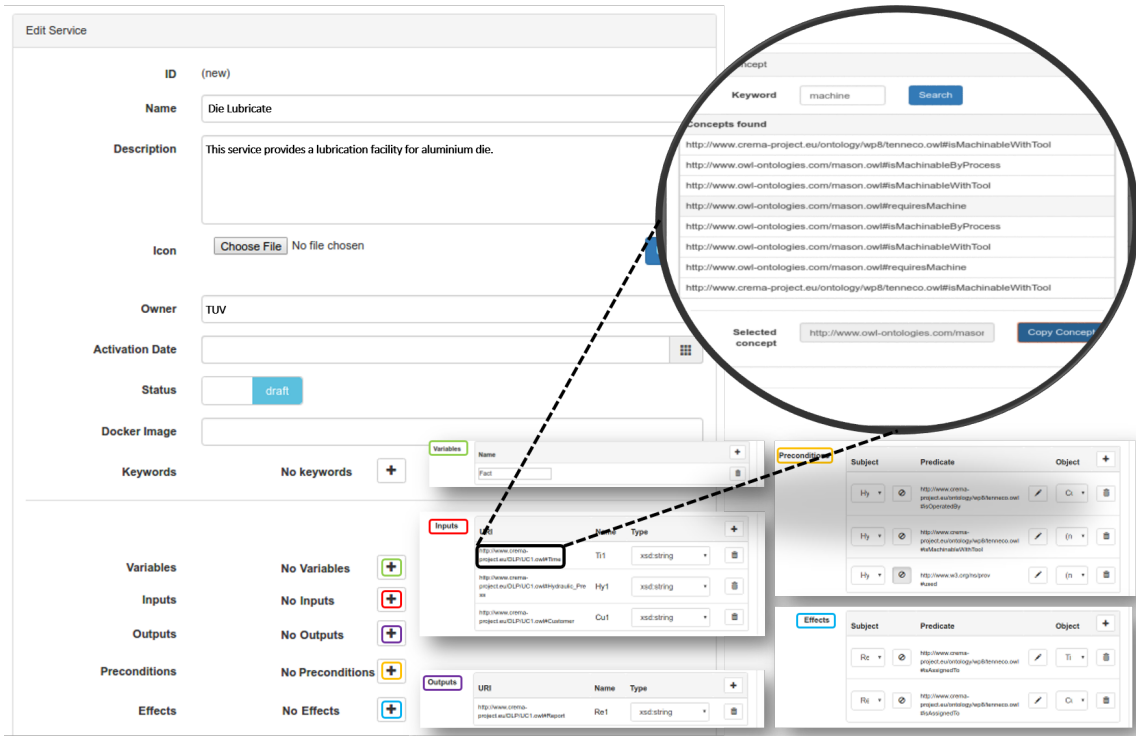 Edit Service
ID (new)
Name Die Lubricate
Description This service provides a lubrication facility for aluminium die.
Icon Choose File No file chosen
Owner TUV
Activation Date
Status draft
Docker Image
Keywords No keywords +
Variables No Variables +
Inputs No Inputs +
Outputs No Outputs +
Preconditions No Preconditions +
Effects No Effects +
Keyword machine Search
Concepts found
http://www.crema-project.eu/ontology/wp8/tenneco.owl#isMachinableWithTool
http://www.owl-ontologies.com/mason.owl#isMachinableByProcess
http://www.owl-ontologies.com/mason.owl#isMachinableWithTool
http://www.owl-ontologies.com/mason.owl#requiresMachine
http://www.owl-ontologies.com/mason.owl#isMachinableByProcess
http://www.owl-ontologies.com/mason.owl#isMachinableWithTool
http://www.owl-ontologies.com/mason.owl#requiresMachine
http://www.crema-project.eu/ontology/wp8/tenneco.owl#isMachinableWithTool
Selected http://www.owl-ontologies.com/mason Copy Concept
concept
Variables
Name +
Fact
Inputs
URI Name Type +
http://www.crema-
project.eu/DLP/UC1.owl#Time Ti1 xsd:string
http://www.crema-
project.eu/DLP/UC1.owl#Hydraulic_Pre Hy1 xsd:string
ss
http://www.crema-
project.eu/DLP/UC1.owl#Customer Cu1 xsd:string
Outputs
URI Name Type +
http://www.crema-
project.eu/DLP/UC1.owl#Report Re1 xsd:string
Preconditions
Subject Predicate Object +
http://www.crema-
Hy project.eu/ontology/wp8/tenneco.owl
#isOperatedBy
http://www.crema-
Hy project.eu/ontology/wp8/tenneco.owl (n
#isMachinableWithTool
Hy http://www.w3.org/ns/prov (n
#used
Effects
Subject Predicate Object +
http://www.crema-
Re project.eu/ontology/wp8/tenneco.owl Ti
#isAssignedTo
http://www.crema-
Re project.eu/ontology/wp8/tenneco.owl
#isAssignedTo